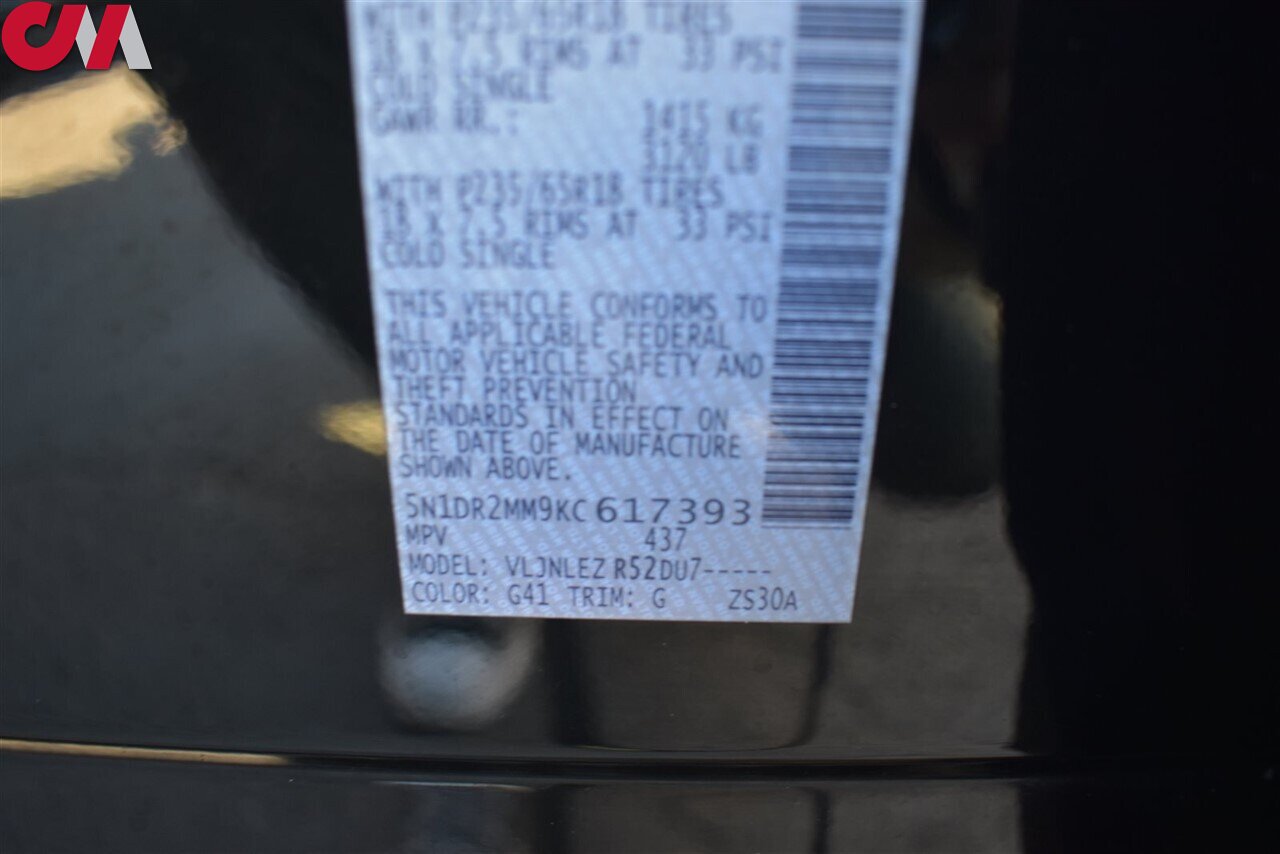 CM
WITH P235/65R18 TIRES
18 X 7.5 RIMS AT 33 PSI
COLD SINGLE
GAWR RR.: 1415 KG
3120 LB
WITH P235/65R18 TIRES
18 X 7.5 RIMS AT 33 PSI
COLD SINGLE
THIS VEHICLE CONFORMS TO
ALL APPLICABLE FEDERAL
MOTOR VEHICLE SAFETY AND
THEFT PREVENTION
STANDARDS IN EFFECT ON
THE DATE OF MANUFACTURE
SHOWN ABOVE.
5N1DR2MM9KC617393
MPV 437
MODEL: VLJNLEZ R52DU7-----
COLOR: G41 TRIM: G ZS30A